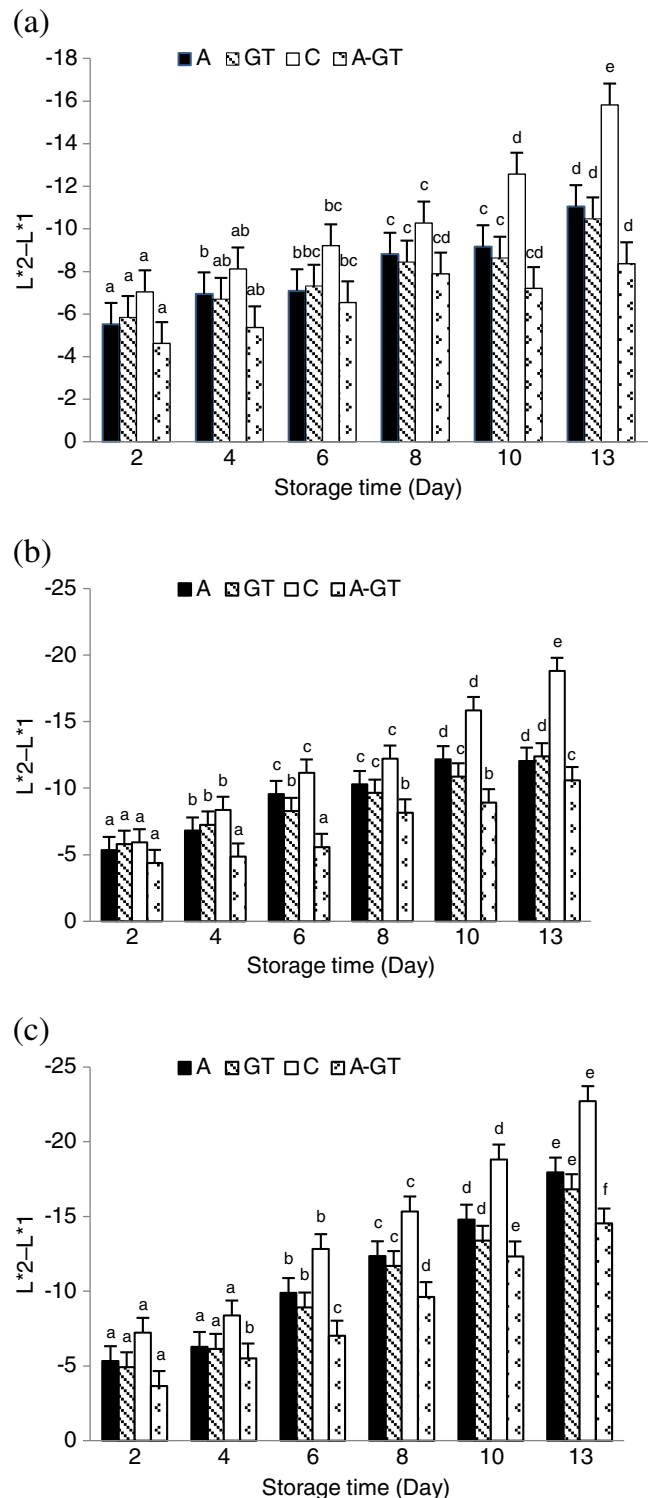 (a)
A GT C A-GT
-18
-16
-14
-12
-10
-8
-6
-4
-2
0
L*2–L*1
a a a a
b ab ab ab
b bc bc bc
c c c cd
c c d cd
d d e d
2 4 6 8 10 13
Storage time (Day)
(b)
A GT C A-GT
-25
-20
-15
-10
-5
0
L*2–L*1
a a a a
b b b a
c b c a
c c c b
d c d b
d d e c
2 4 6 8 10 13
Storage time (Day)
(c)
A GT C A-GT
-25
-20
-15
-10
-5
0
L*2–L*1
a a a a
a a a b
b b b c
c c c d
d d d e
e e e f
2 4 6 8 10 13
Storage time (Day)